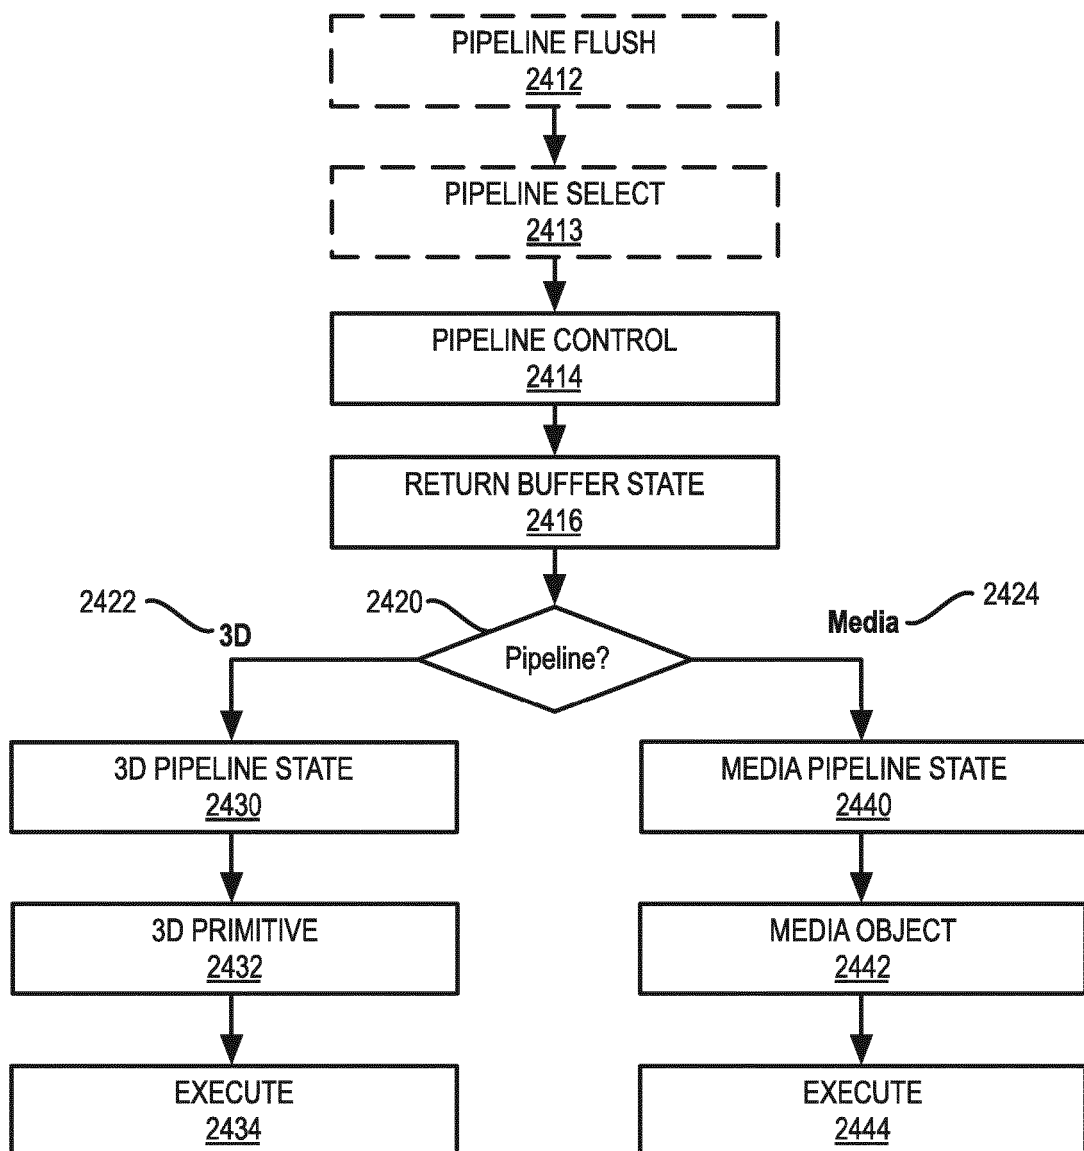 PIPELINE FLUSH
2412
PIPELINE SELECT
2413
PIPELINE CONTROL
2414
RETURN BUFFER STATE
2416
2422
3D
2420
Pipeline?
Media
2424
3D PIPELINE STATE
2430
MEDIA PIPELINE STATE
2440
3D PRIMITIVE
2432
MEDIA OBJECT
2442
EXECUTE
2434
EXECUTE
2444